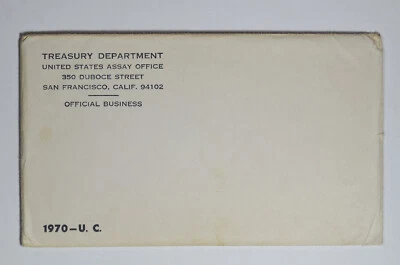 TREASURY DEPARTMENT
UNITED STATES ASSAY OFFICE
350 DUBOCE STREET
SAN FRANCISCO, CALIF. 94102
OFFICIAL BUSINESS
1970—U. C.